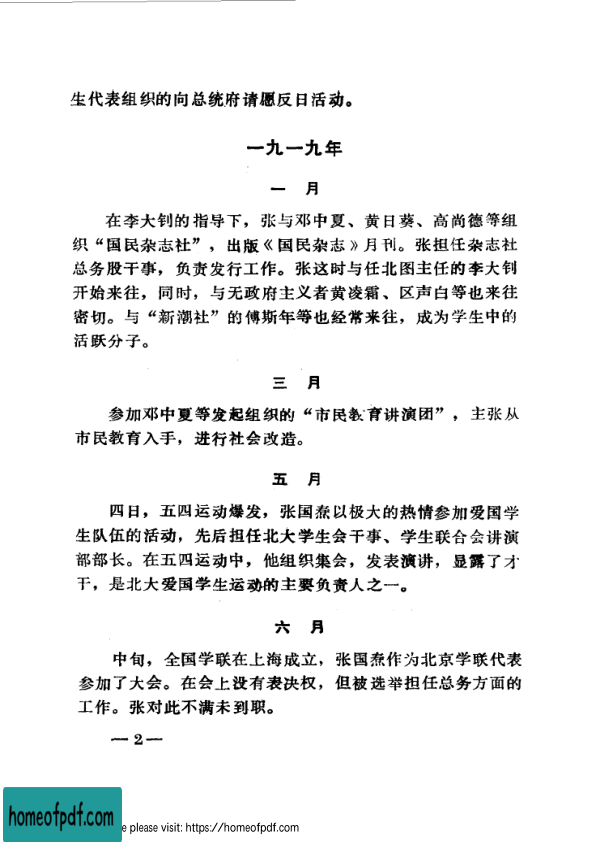 生代表组织的向总统府请愿反日活动。
一九一九年
一 月
在李大钊的指导下，张与邓中夏、黄日葵、高尚德等组
织“国民杂志社”，出版《国民杂志》月刊。张担任杂志社
总务股干事，负责发行工作。张这时与任北图主任的李大钊
开始来往，同时，与无政府主义者黄凌霜、区声白等也来往
密切。与“新潮社”的傅斯年等也经常来往，成为学生中的
活跃分子。
三 月
参加邓中夏等发起组织的“市民教育讲演团”，主张从
市民教育入手，进行社会改造。
五 月
四日，五四运动爆发，张国焘以极大的热情参加爱国学
生队伍的活动，先后担任北大学生会干事、学生联合会讲演
部部长。在五四运动中，他组织集会，发表演讲，显露了才
干，是北大爱国学生运动的主要负责人之一。
六 月
中旬，全国学联在上海成立，张国焘作为北京学联代表
参加了大会。在会上没有表决权，但被选举担任总务方面的
工作。张对此不满未到职。
— 2 —
homeofpdf.com
e please visit: https://homeofpdf.com